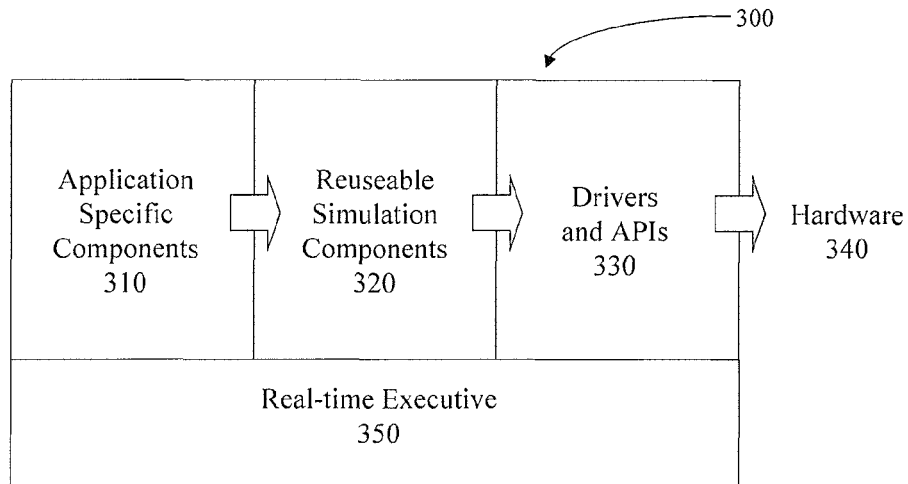 300
Application
Specific
Components
310
Reuseable
Simulation
Components
320
Drivers
and APIs
330
Hardware
340
Real-time Executive
350